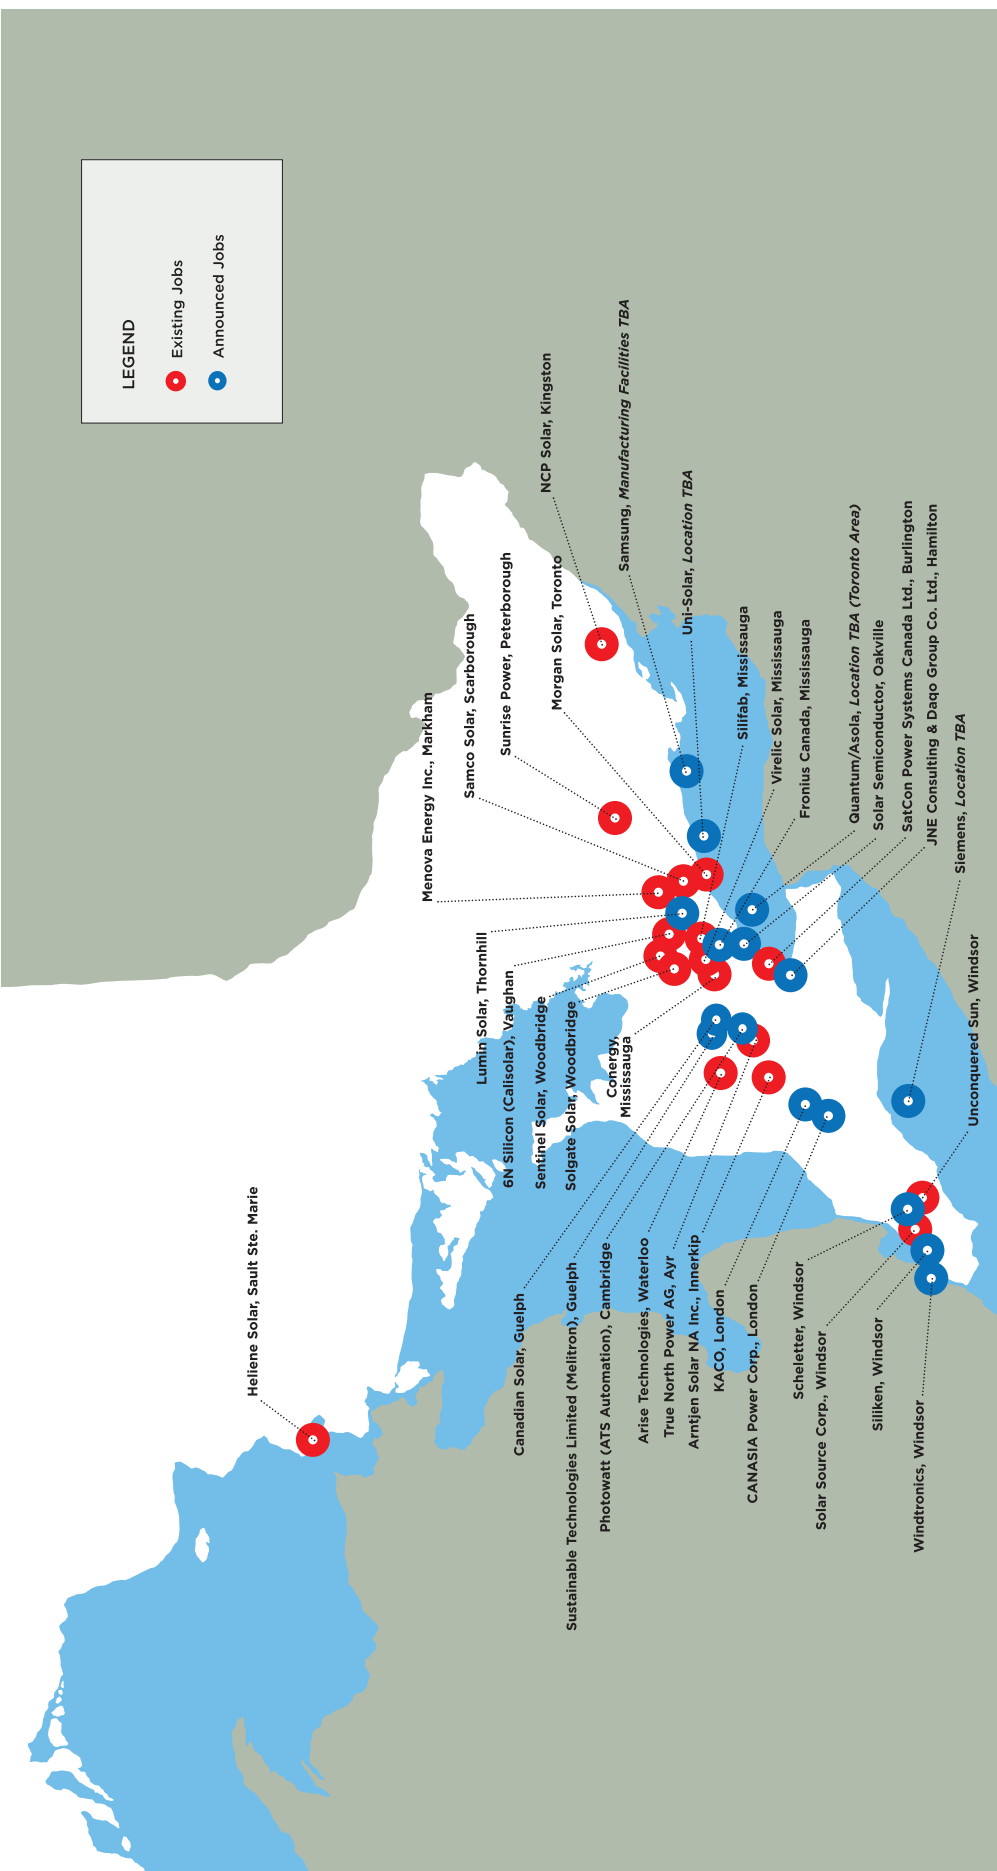 LEGEND
Existing Jobs
Announced Jobs
Heliene Solar, Sault Ste. Marie
Menova Energy Inc., Markham
Samco Solar, Scarborough
Sunrise Power, Peterborough
NCP Solar, Kingston
Morgan Solar, Toronto
Samsung, Manufacturing Facilities TBA
Uni-Solar, Location TBA
Silifab, Mississauga
Virelic Solar, Mississauga
Fronius Canada, Mississauga
Quantum/Asola, Location TBA (Toronto Area)
Solar Semiconductor, Oakville
SatCon Power Systems Canada Ltd., Burlington
JNE Consulting & Daqo Group Co. Ltd., Hamilton
Siemens, Location TBA
Unconquered Sun, Windsor
Lumin Solar, Thornhill
6N Silicon (Calisolar), Vaughan
Sentinel Solar, Woodbridge
Solgate Solar, Woodbridge
Conergy,
Mississauga
Canadian Solar, Guelph
Sustainable Technologies Limited (Melitron), Guelph
Photowatt (ATS Automation), Cambridge
Arise Technologies, Waterloo
True North Power AG, Ayr
Arntjen Solar NA Inc., Innerkip
KACO, London
CANASIA Power Corp., London
Scheletter, Windsor
Solar Source Corp., Windsor
Siliken, Windsor
Windtronics, Windsor